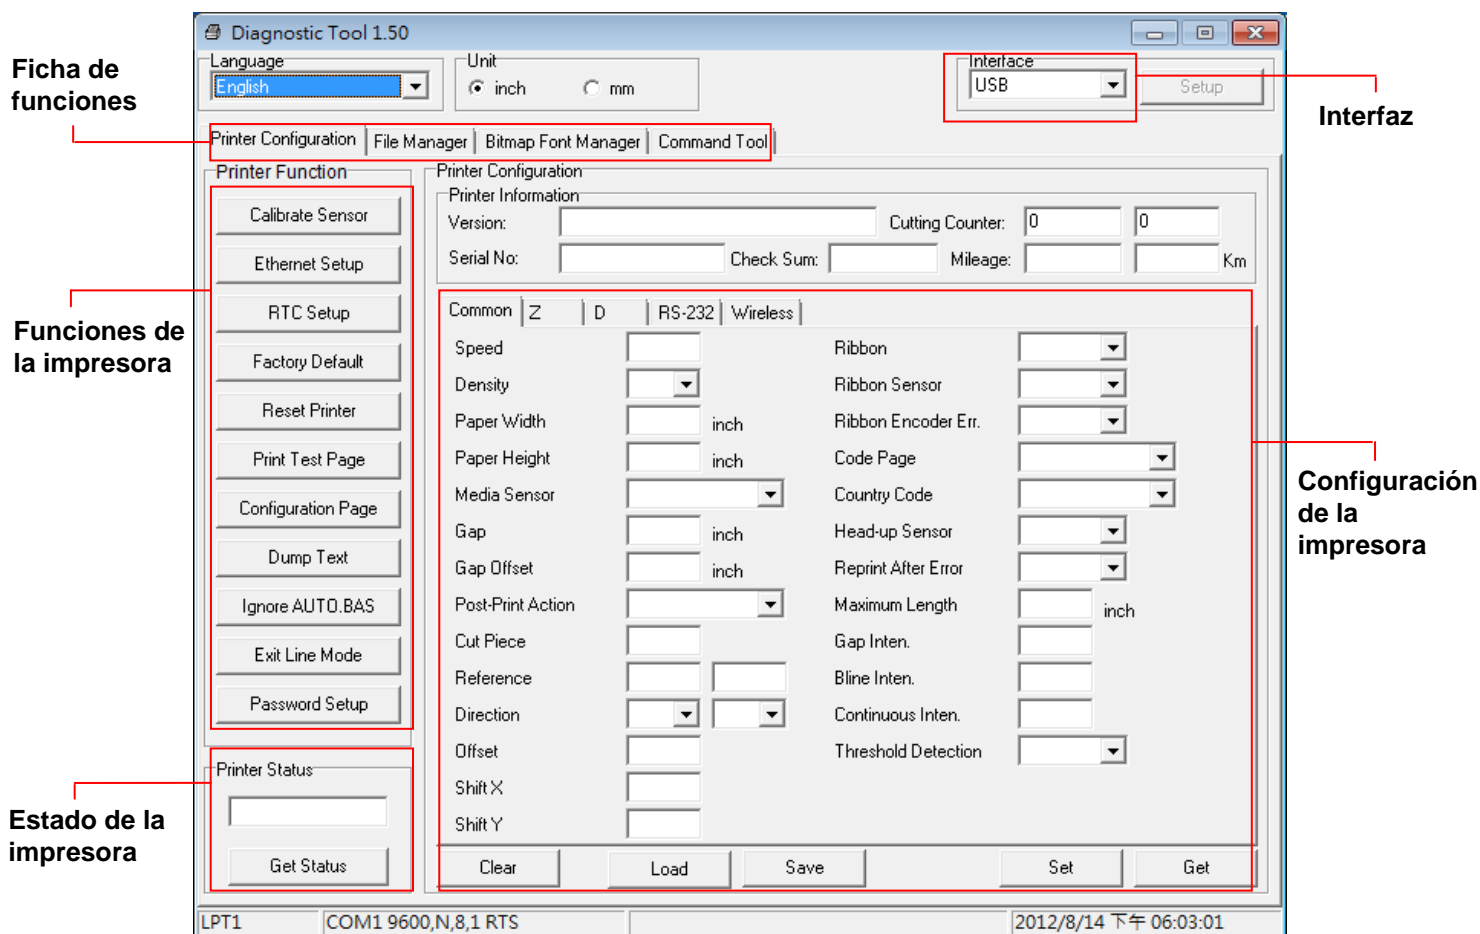 Diagnostic Tool 1.50
Language
English
Unit
inch
mm
Interface
USB
Setup
Ficha de
funciones
Interfaz
Printer Configuration
File Manager
Bitmap Font Manager
Command Tool
Printer Function
Calibrate Sensor
Ethernet Setup
RTC Setup
Factory Default
Reset Printer
Print Test Page
Configuration Page
Dump Text
Ignore AUTO.BAS
Exit Line Mode
Password Setup
Funciones de
la impresora
Printer Status
Get Status
Estado de la
impresora
Printer Configuration
Printer Information
Version:
Cutting Counter: 0 0
Serial No:
Check Sum:
Mileage:
Km
Common
Z
D
RS-232
Wireless
Speed
Density
Paper Width inch
Paper Height inch
Media Sensor
Gap inch
Gap Offset inch
Post-Print Action
Cut Piece
Reference
Direction
Offset
Shift X
Shift Y
Ribbon
Ribbon Sensor
Ribbon Encoder Err.
Code Page
Country Code
Head-up Sensor
Reprint After Error
Maximum Length inch
Gap Inten.
Bline Inten.
Continuous Inten.
Threshold Detection
Configuración
de la
impresora
Clear
Load
Save
Set
Get
LPT1
COM1 9600,N,8,1 RTS
2012/8/14 下午 06:03:01